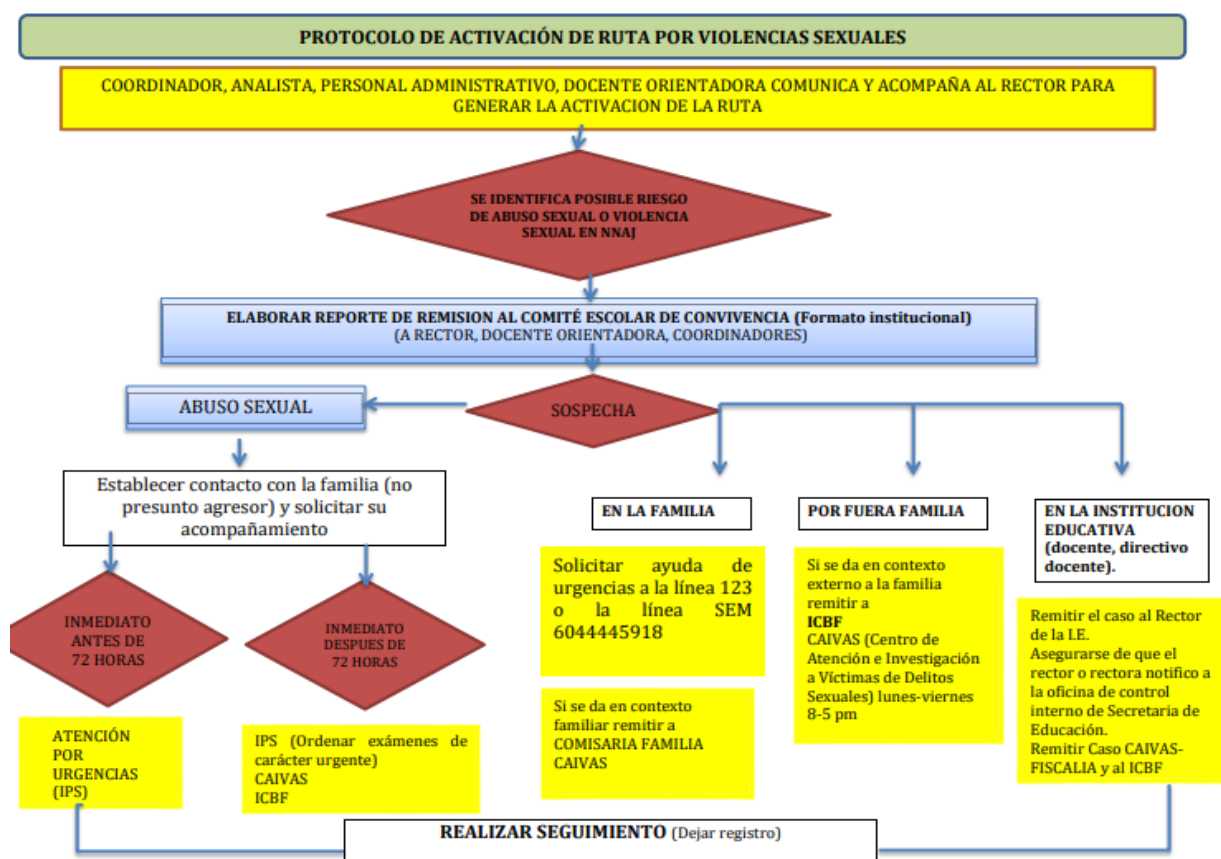 PROTOCOLO DE ACTIVACIÓN DE RUTA POR VIOLENCIAS SEXUALES
COORDINADOR, ANALISTA, PERSONAL ADMINISTRATIVO, DOCENTE ORIENTADORA COMUNICA Y ACOMPAÑA AL RECTOR PARA
GENERAR LA ACTIVACION DE LA RUTA
SE IDENTIFICA POSIBLE RIESGO
DE ABUSO SEXUAL O VIOLENCIA
SEXUAL EN NNAJ
ELABORAR REPORTE DE REMISION AL COMITÉ ESCOLAR DE CONVIVENCIA (Formato institucional)
(A RECTOR, DOCENTE ORIENTADORA, COORDINADORES)
ABUSO SEXUAL
SOSPECHA
Establecer contacto con la familia (no
presunto agresor) y solicitar su
acompañamiento
INMEDIATO
ANTES DE
72 HORAS
INMEDIATO
DESPUES DE
72 HORAS
ATENCIÓN
POR
URGENCIAS
(IPS)
IPS (Ordenar exámenes de
carácter urgente)
CAIVAS
ICBF
EN LA FAMILIA
Solicitar ayuda de
urgencias a la línea 123
o la línea SEM
6044445918
Si se da en contexto
familiar remitir a
COMISARIA FAMILIA
CAIVAS
POR FUERA FAMILIA
Si se da en contexto
externo a la familia
remitir a
ICBF
CAIVAS (Centro de
Atención e Investigación
a Víctimas de Delitos
Sexuales) lunes-viernes
8-5 pm
EN LA INSTITUCION
EDUCATIVA
(docente, directivo
docente).
Remitir el caso al Rector
de la I.E.
Asegurarse de que el
rector o rectora notifico a
la oficina de control
interno de Secretaria de
Educación.
Remitir Caso CAIVAS-
FISCALIA y al ICBF
REALIZAR SEGUIMIENTO (Dejar registro)